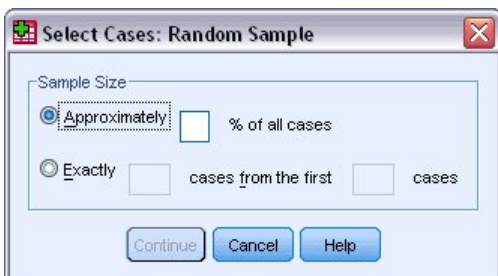 Select Cases: Random Sample
Sample Size
Approximately % of all cases
Exactly cases from the first cases
Continue Cancel Help